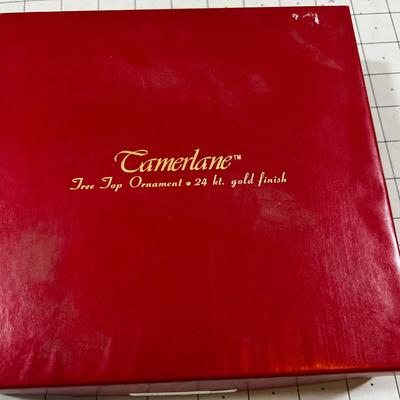 Tamerlane™
Tree Top Ornament • 24 kt. gold finish